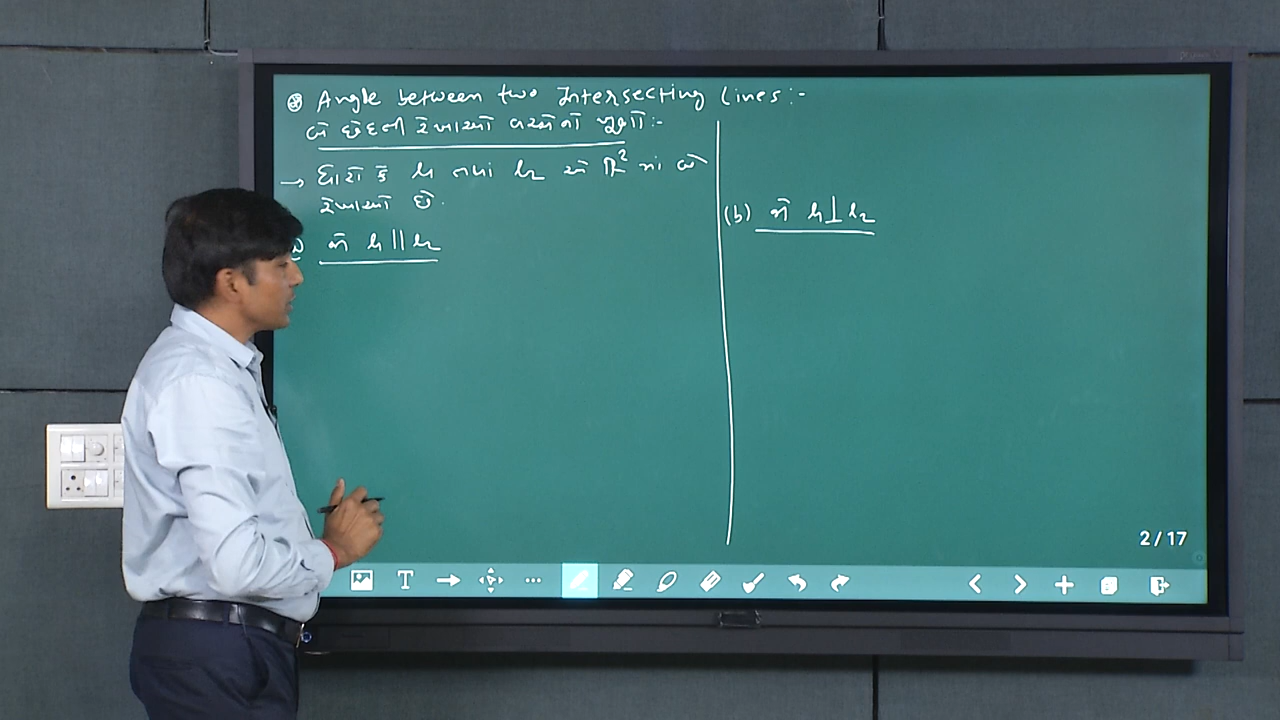 Angle between two Intersecting Lines:-
બે છેદતી રેખાઓ વચ્ચેનો ખૂણો:-
→ ધારો કે l₁ તથા l₂ એ ℝ² માં બે
રેખાઓ છે.
જો l₁ || l₂
(b) જો l₁ ⊥ l₂
2 / 17